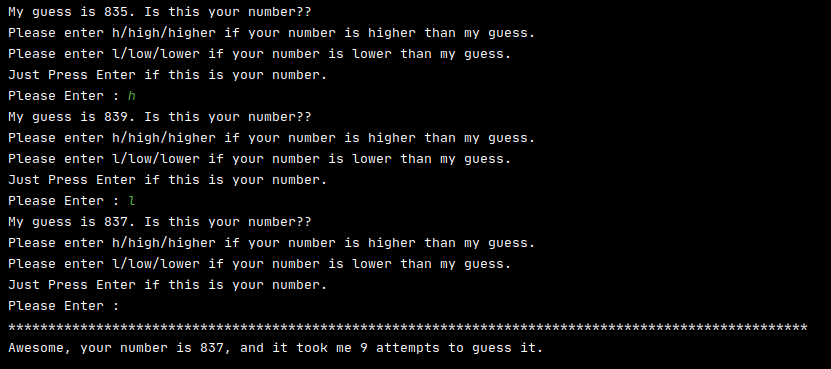 My guess is 835. Is this your number??
Please enter h/high/higher if your number is higher than my guess.
Please enter l/low/lower if your number is lower than my guess.
Just Press Enter if this is your number.
Please Enter : h
My guess is 839. Is this your number??
Please enter h/high/higher if your number is higher than my guess.
Please enter l/low/lower if your number is lower than my guess.
Just Press Enter if this is your number.
Please Enter : l
My guess is 837. Is this your number??
Please enter h/high/higher if your number is higher than my guess.
Please enter l/low/lower if your number is lower than my guess.
Just Press Enter if this is your number.
Please Enter :
****************************************************************************************************
Awesome, your number is 837, and it took me 9 attempts to guess it.